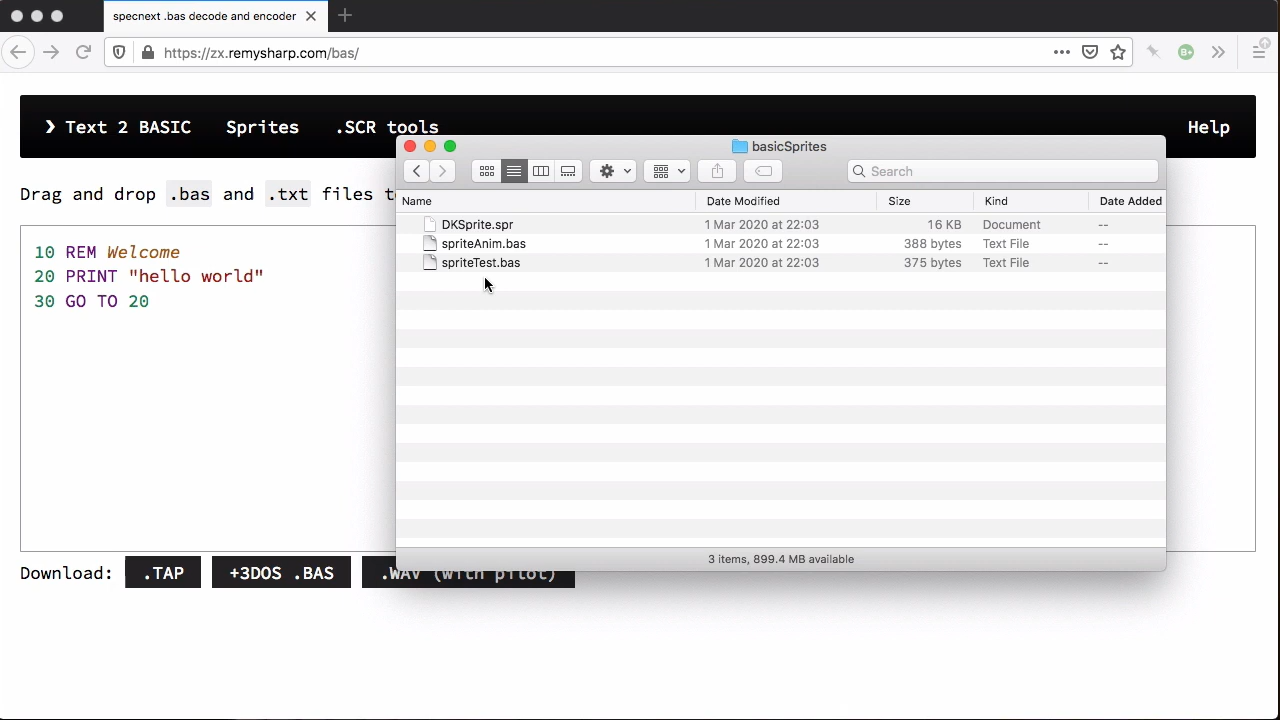 specnext .bas decode and encoder
https://zx.remysharp.com/bas/
❯ Text 2 BASIC Sprites .SCR tools Help
Drag and drop .bas and .txt files t
10 REM Welcome
20 PRINT "hello world"
30 GO TO 20
Download: .TAP +3DOS .BAS .WAV (with pilot)
basicSprites
Search
Name Date Modified Size Kind Date Added
DKSprite.spr 1 Mar 2020 at 22:03 16 KB Document --
spriteAnim.bas 1 Mar 2020 at 22:03 388 bytes Text File --
spriteTest.bas 1 Mar 2020 at 22:03 375 bytes Text File --
3 items, 899.4 MB available